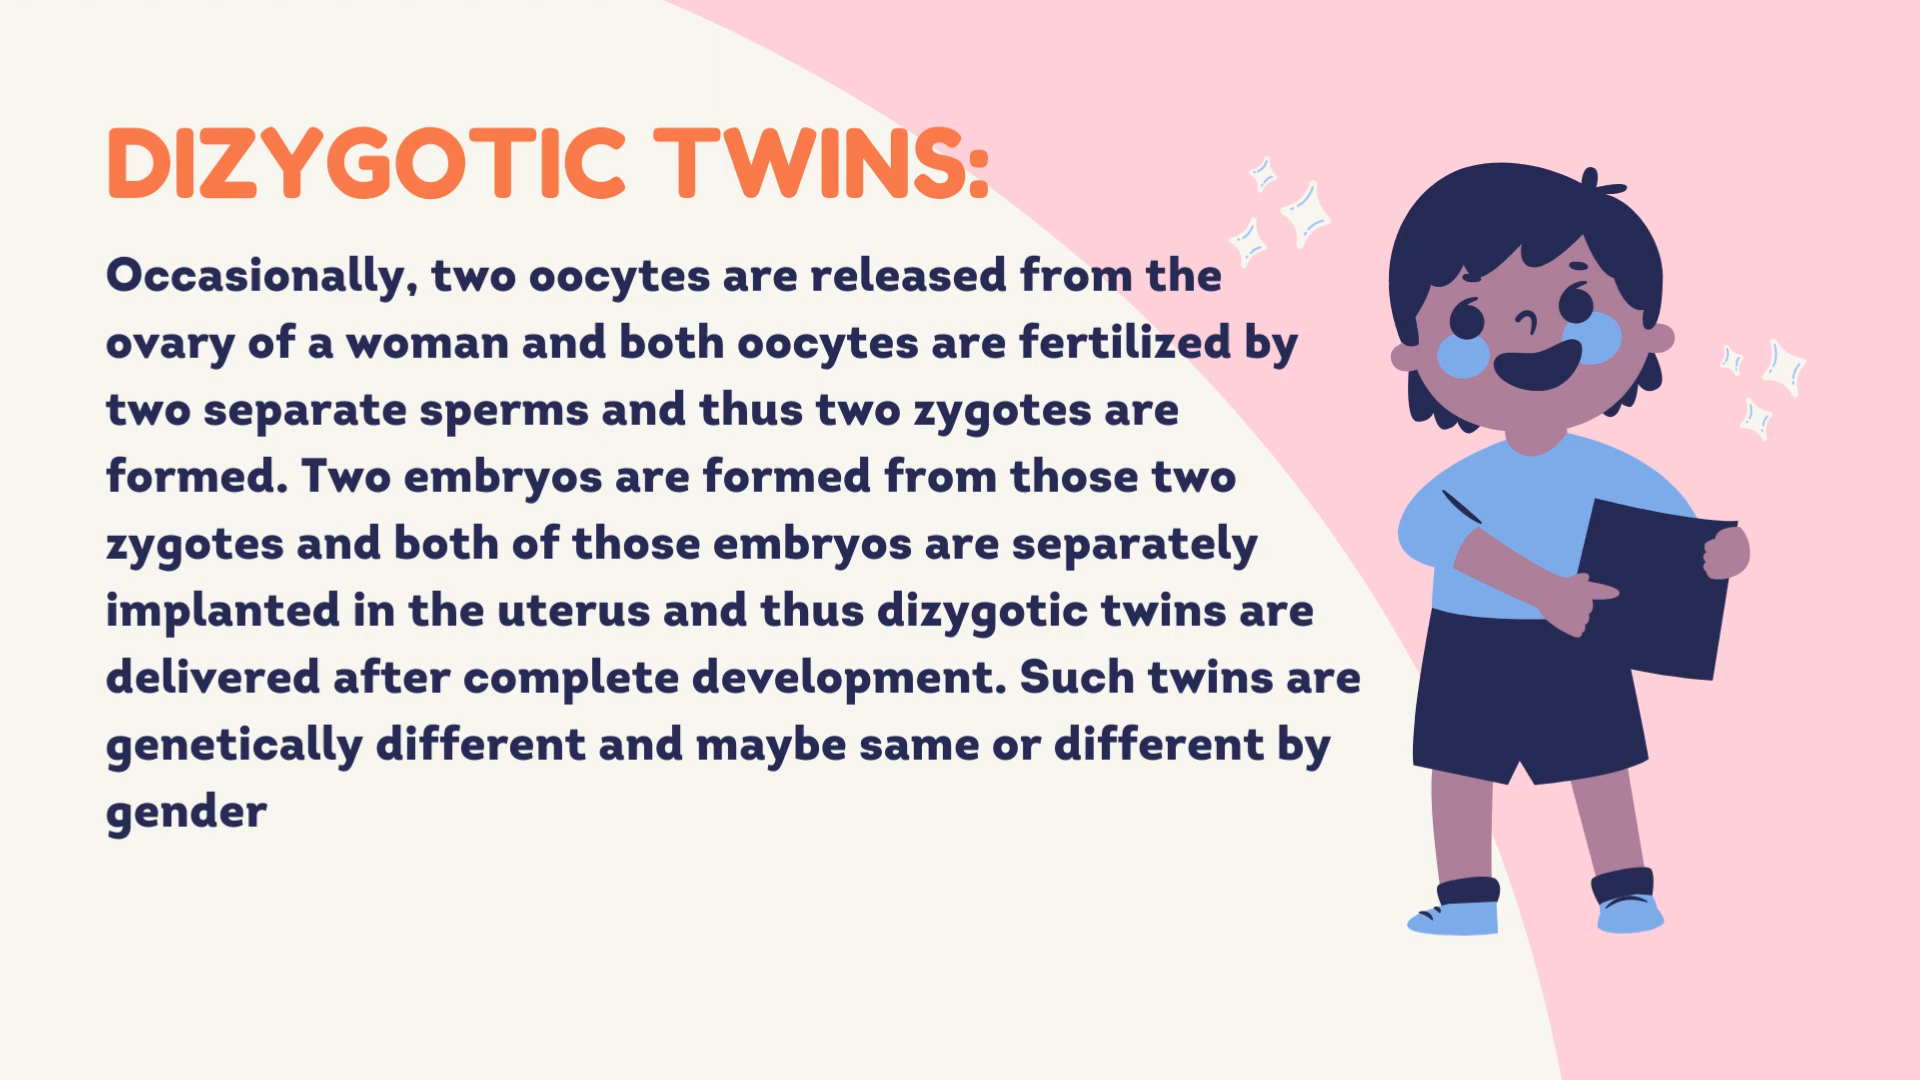 DIZYGOTIC TWINS:
Occasionally, two oocytes are released from the
ovary of a woman and both oocytes are fertilized by
two separate sperms and thus two zygotes are
formed. Two embryos are formed from those two
zygotes and both of those embryos are separately
implanted in the uterus and thus dizygotic twins are
delivered after complete development. Such twins are
genetically different and maybe same or different by
gender